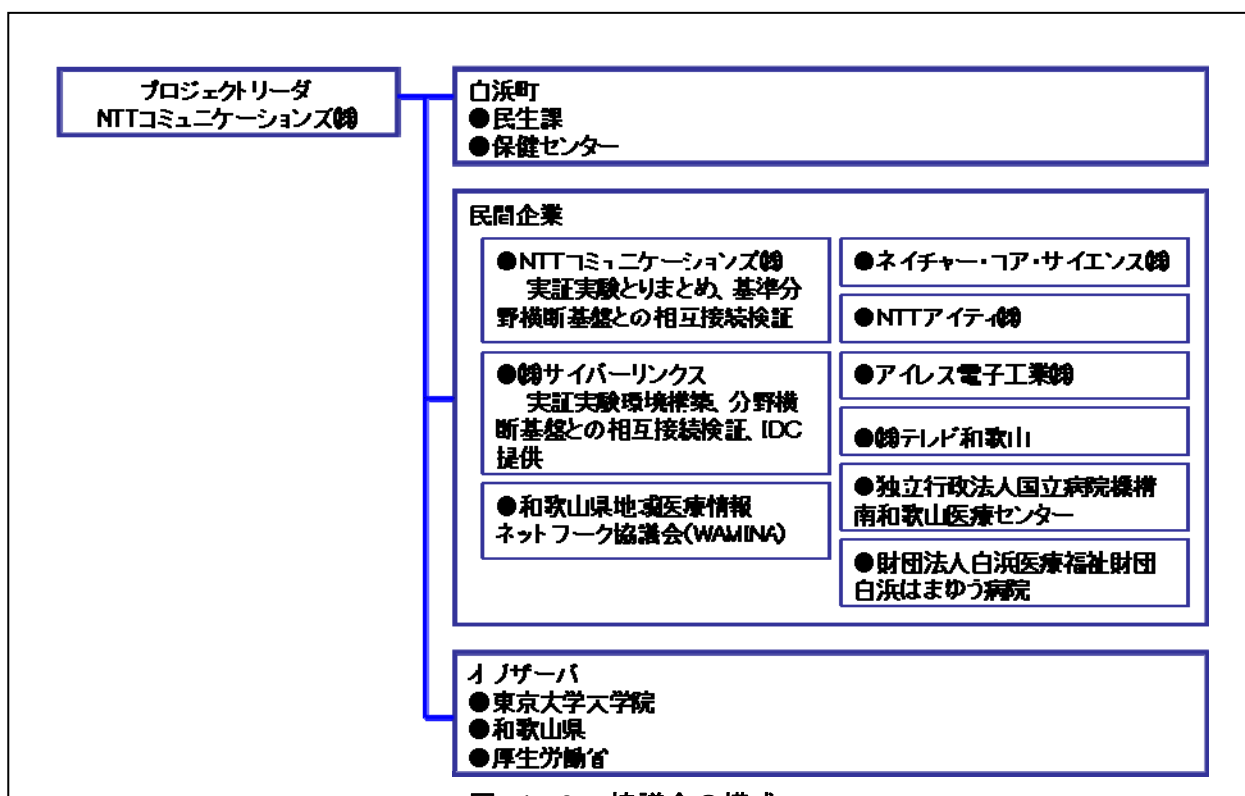 プロジェクトリーダ
NTTコミュニケーションズ㈱
白浜町
●民生課
●保健センター
民間企業
●NTTコミュニケーションズ㈱
実証実験とりまとめ、基準分
野横断基盤との相互接続検証
●㈱サイバーリンクス
実証実験環境構築、分野横
断基盤との相互接続検証、IDC
提供
●和歌山県地域医療情報
ネットワーク協議会(WAMINA)
●ネイチャー・コア・サイエンス㈱
●NTTアイティ㈱
●アイレス電子工業㈱
●㈱テレビ和歌山
●独立行政法人国立病院機構
南和歌山医療センター
●財団法人白浜医療福祉財団
白浜はまゆう病院
オブザーバ
●東京大学大学院
●和歌山県
●厚生労働省
協議会の構成